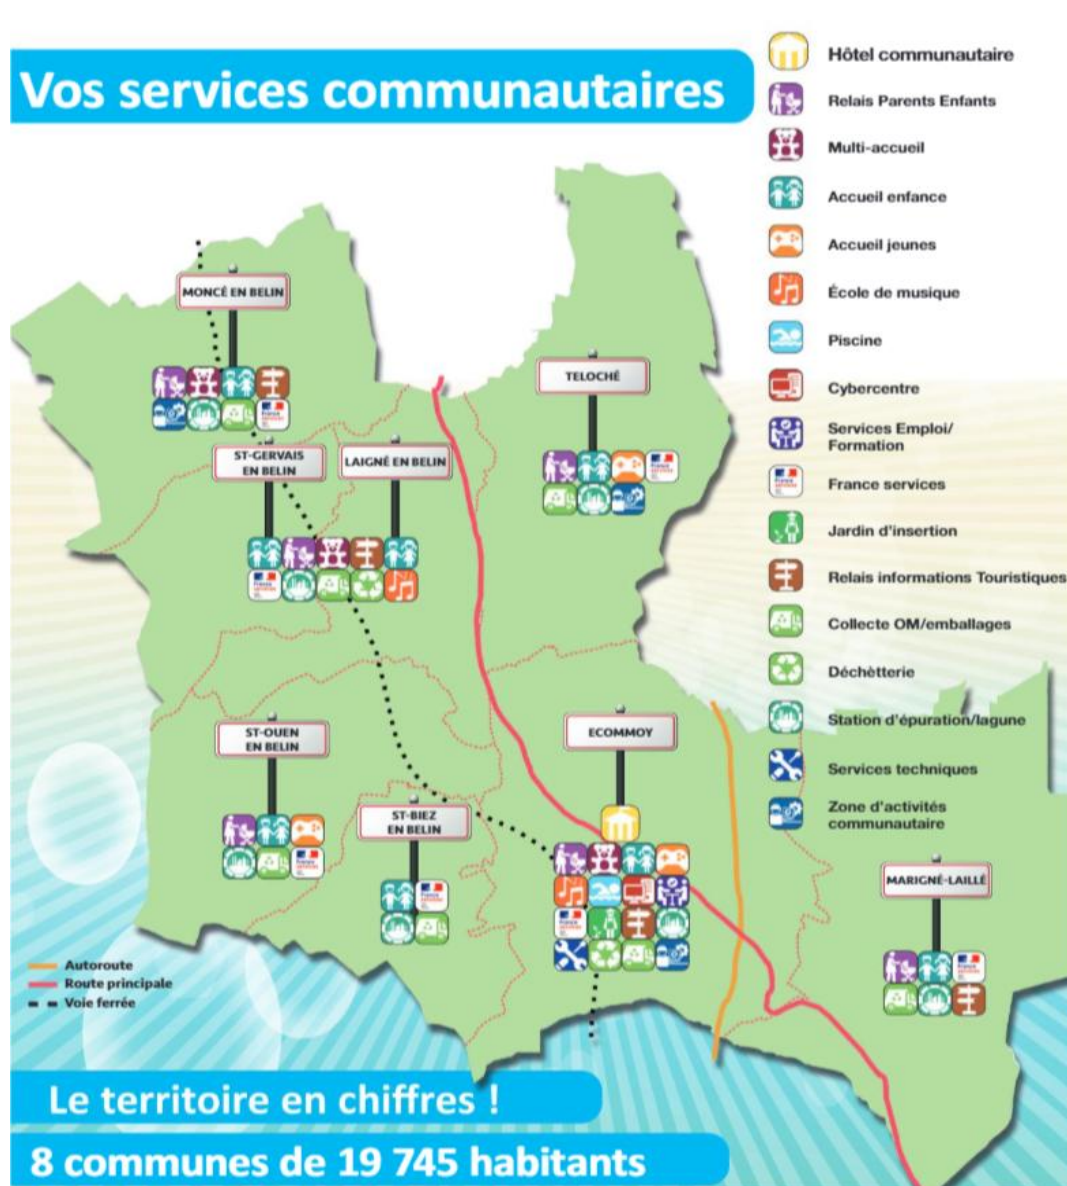 Vos services communautaires
Hôtel communautaire
Relais Parents Enfants
Multi-accueil
Accueil enfance
Accueil jeunes
École de musique
Piscine
Cybercentre
Services Emploi/
Formation
France services
Jardin d'insertion
Relais informations Touristiques
Collecte OM/emballages
Déchètterie
Station d'épuration/lagune
Services techniques
Zone d'activités
communautaire
MONCÉ EN BELIN
TELOCHÉ
ST-GERVAIS
EN BELIN
LAIGNÉ EN BELIN
ST-OUEN
EN BELIN
ECOMMOY
ST-BIEZ
EN BELIN
MARIGNÉ-LAILLÉ
Autoroute
Route principale
Voie ferrée
Le territoire en chiffres !
8 communes de 19 745 habitants